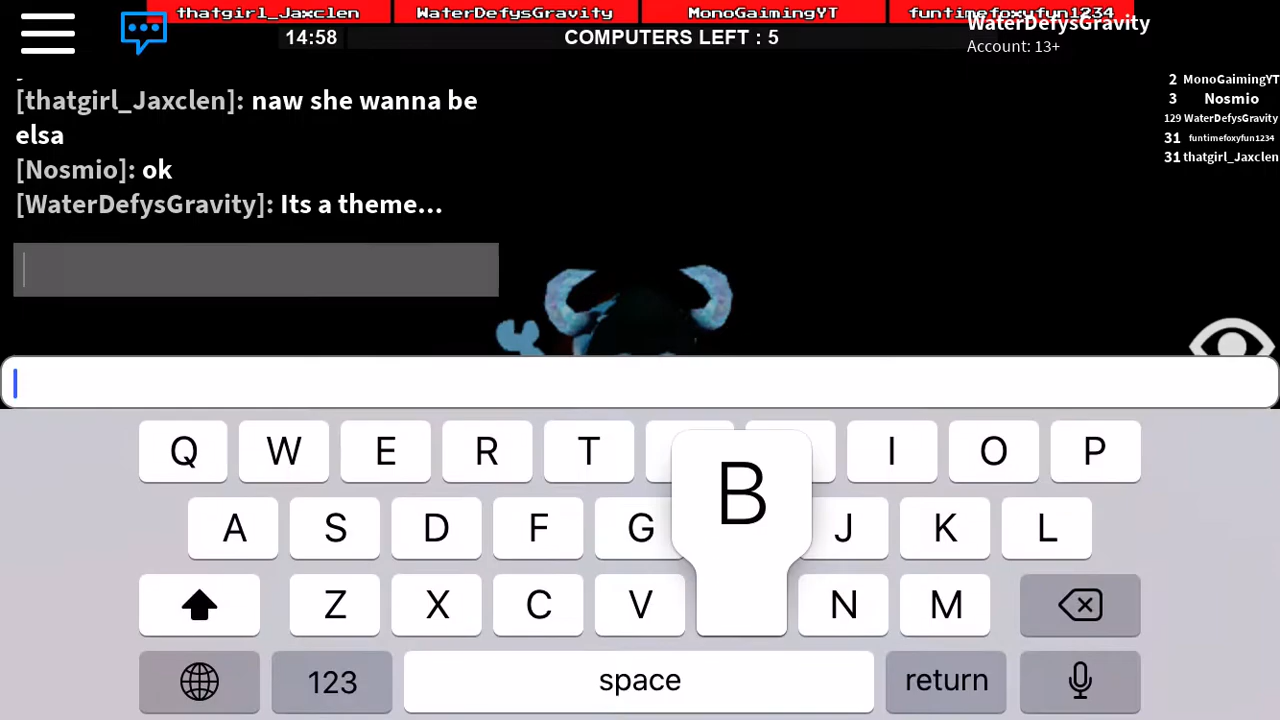 thatgirl_Jaxclen WaterDefysGravity MonoGaimingYT funtimefoxyfun1234
WaterDefysGravity
14:58 COMPUTERS LEFT : 5
Account: 13+
[thatgirl_Jaxclen]: naw she wanna be
elsa
[Nosmio]: ok
[WaterDefysGravity]: Its a theme...
2 MonoGaimingYT
3 Nosmio
129 WaterDefysGravity
31 funtimefoxyfun1234
31 thatgirl_Jaxclen
Q W E R T I O P
B
A S D F G J K L
Z X C V N M
123 space return